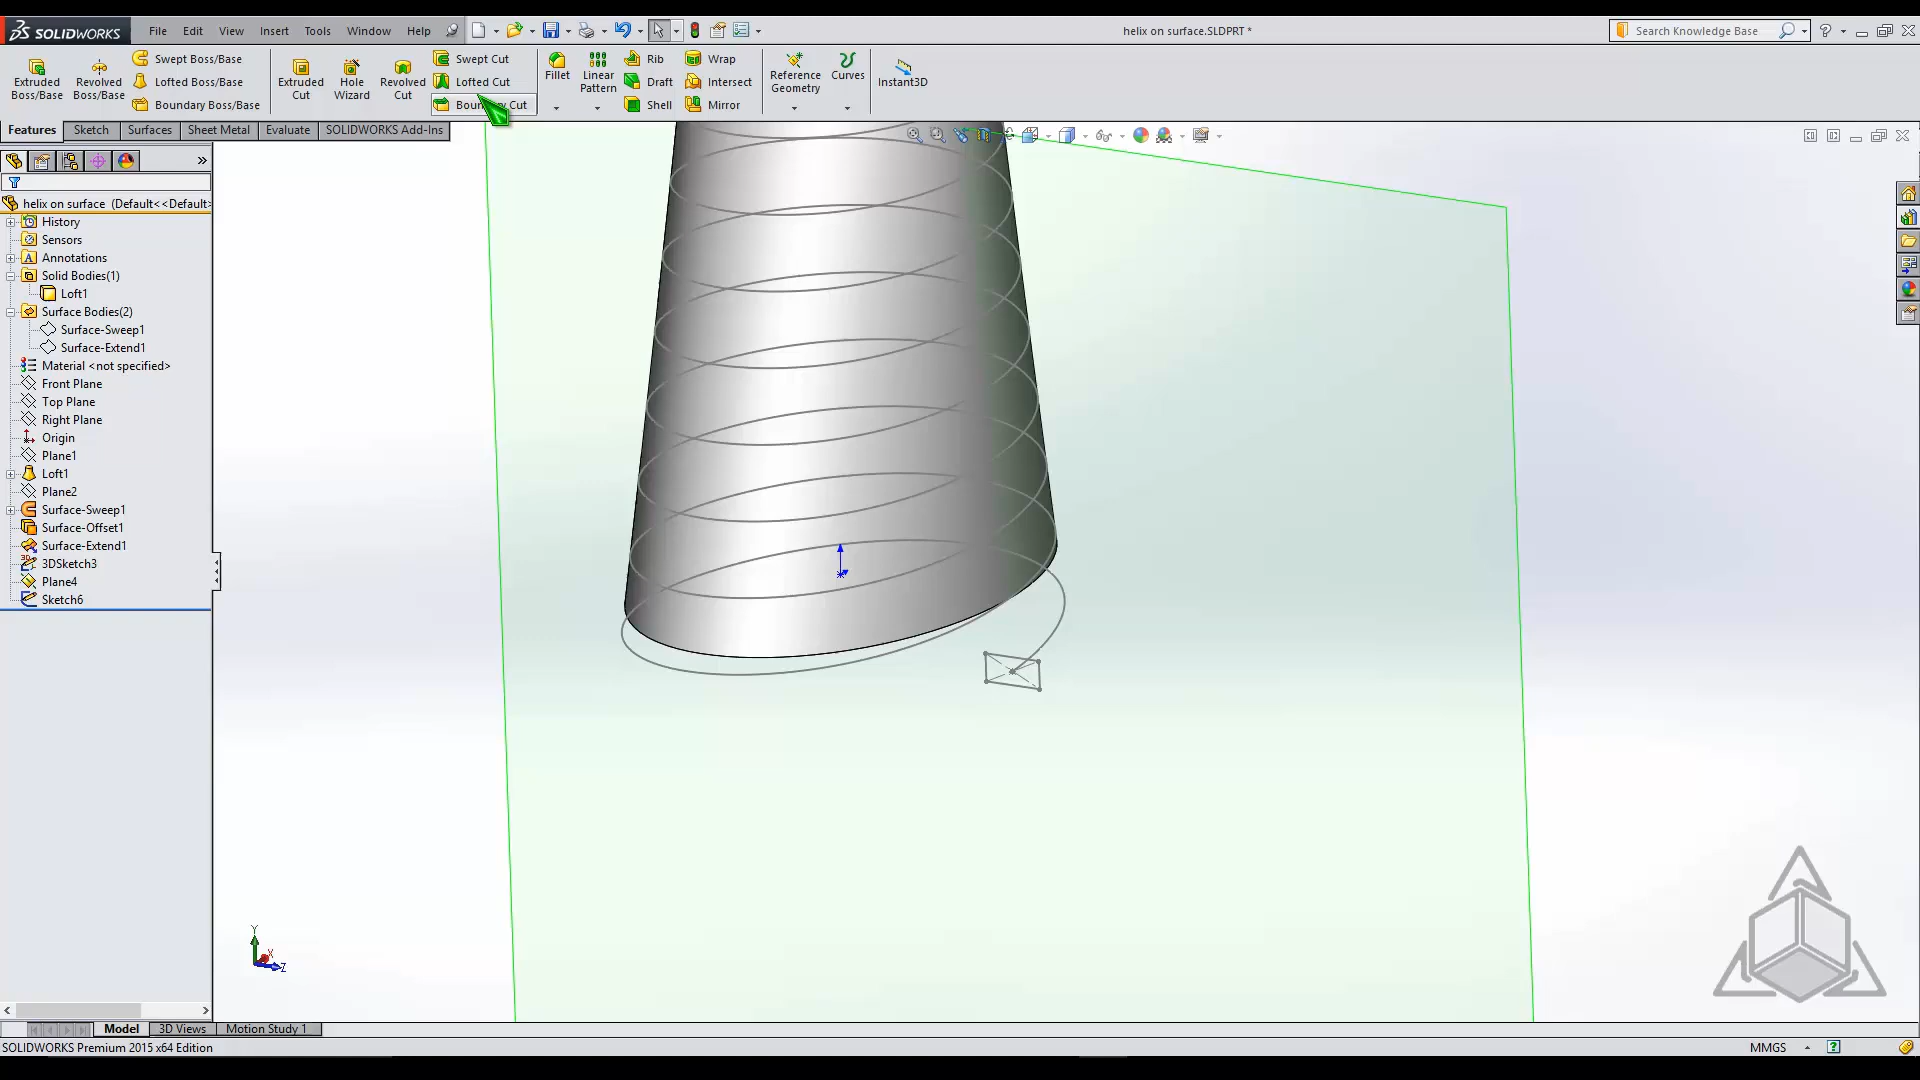 SOLIDWORKS
File Edit View Insert Tools Window Help
helix on surface.SLDPRT *
Search Knowledge Base
Extruded Boss/Base
Revolved Boss/Base
Swept Boss/Base
Lofted Boss/Base
Boundary Boss/Base
Extruded Cut
Hole Wizard
Revolved Cut
Swept Cut
Lofted Cut
Boundary Cut
Fillet
Linear Pattern
Rib
Draft
Shell
Wrap
Intersect
Mirror
Reference Geometry
Curves
Instant3D
Features Sketch Surfaces Sheet Metal Evaluate SOLIDWORKS Add-Ins
helix on surface (Default<<Default>
History
Sensors
Annotations
Solid Bodies(1)
Loft1
Surface Bodies(2)
Surface-Sweep1
Surface-Extend1
Material <not specified>
Front Plane
Top Plane
Right Plane
Origin
Plane1
Loft1
Plane2
Surface-Sweep1
Surface-Offset1
Surface-Extend1
3DSketch3
Plane4
Sketch6
Y
X
Z
Model 3D Views Motion Study 1
SOLIDWORKS Premium 2015 x64 Edition
MMGS